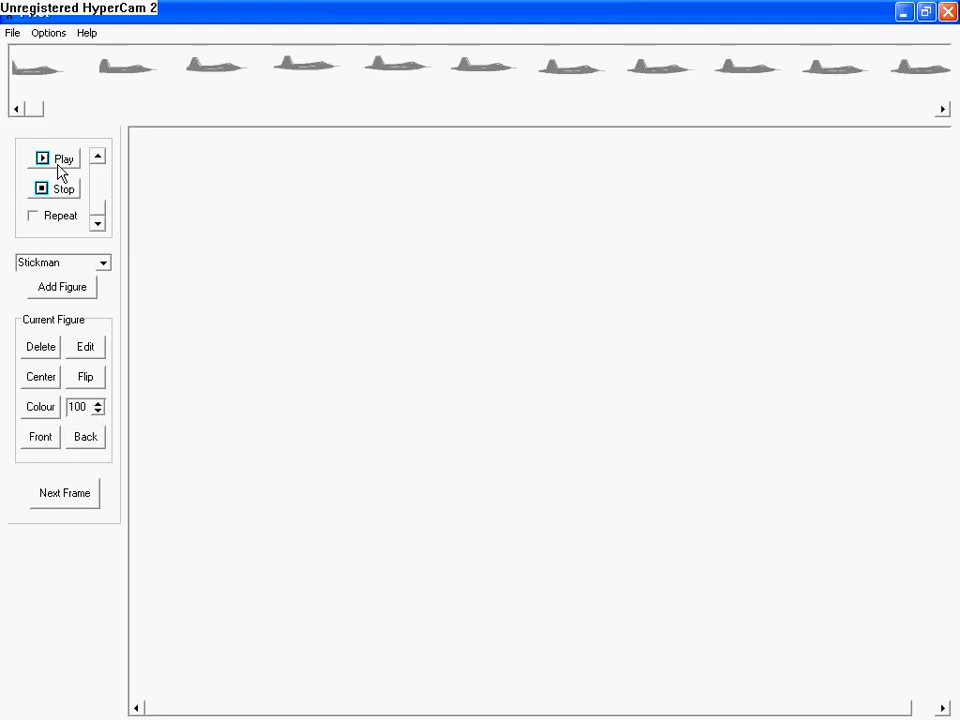 Unregistered HyperCam 2
File Options Help
Play
Stop
Repeat
Stickman
Add Figure
Current Figure
Delete Edit
Center Flip
Colour 100
Front Back
Next Frame